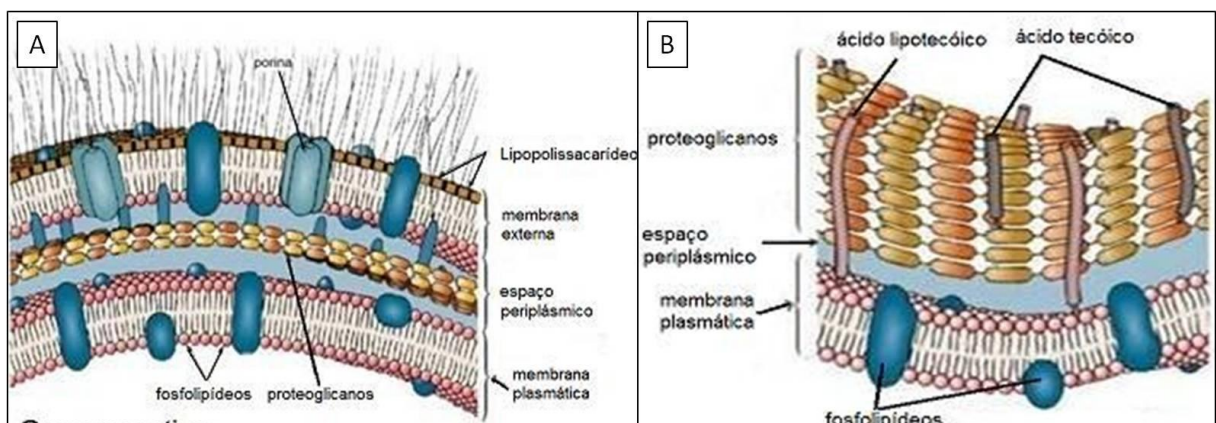 A
porina
Lipopolissacaríde
membrana
externa
espaço
periplásmico
membrana
plasmática
fosfolipídeos
proteoglicanos
B
ácido lipotecóico
ácido tecóico
proteoglicanos
espaço
periplásmico
membrana
plasmática
fosfolipídeos